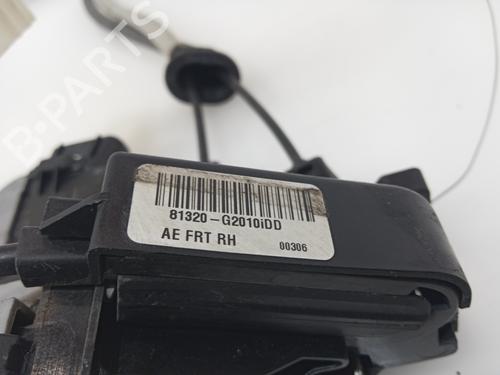 B-PARTS
81320-G2010iDD
AE FRT RH
00306